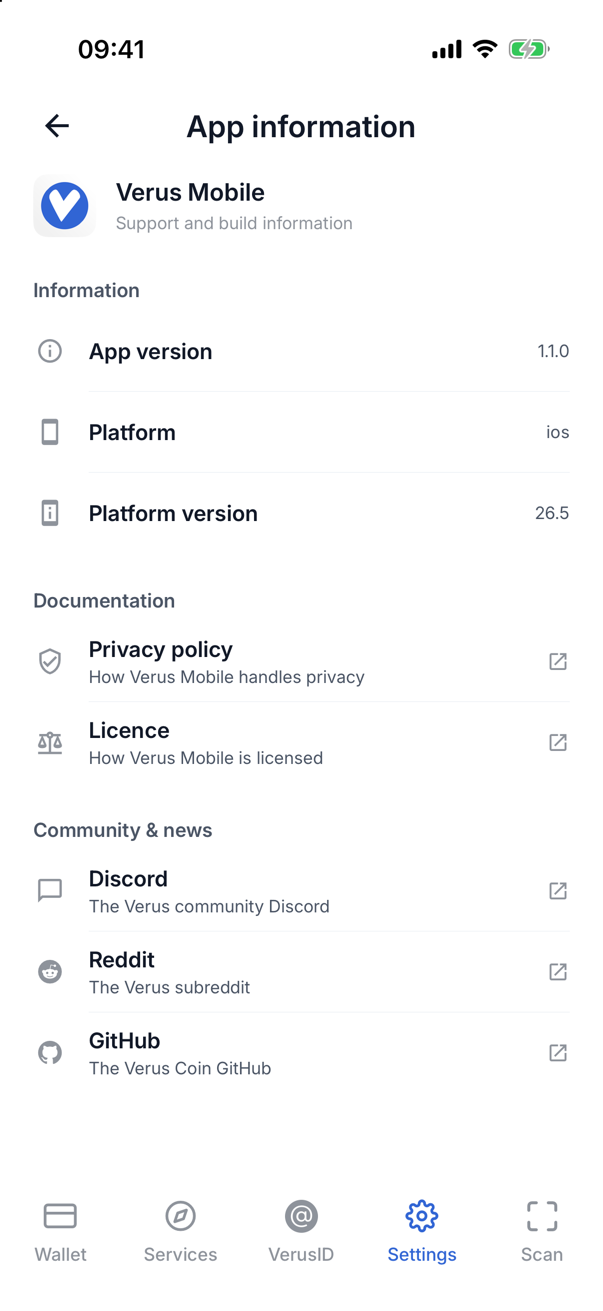 09:41
App information
Verus Mobile
Support and build information
Information
App version 1.1.0
Platform ios
Platform version 26.5
Documentation
Privacy policy
How Verus Mobile handles privacy
Licence
How Verus Mobile is licensed
Community & news
Discord
The Verus community Discord
Reddit
The Verus subreddit
GitHub
The Verus Coin GitHub
Wallet Services VerusID Settings Scan